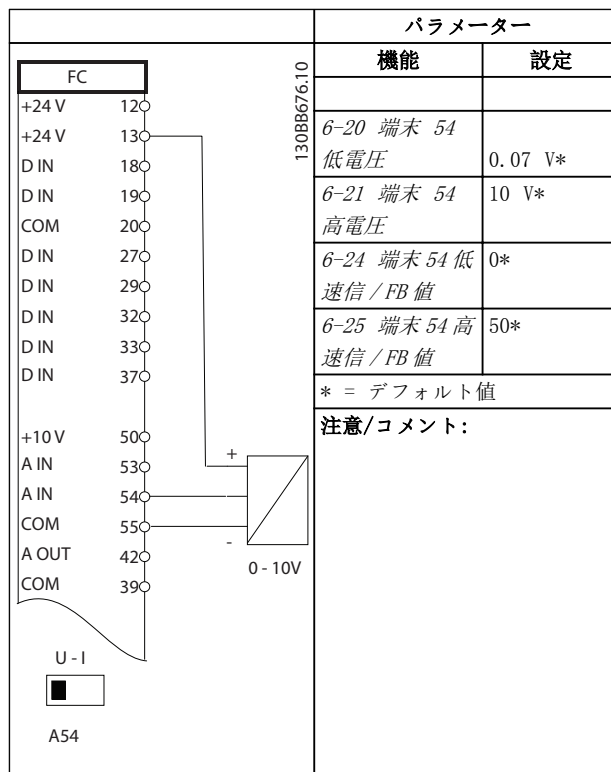 FC
+24 V 12
+24 V 13
D IN 18
D IN 19
COM 20
D IN 27
D IN 29
D IN 32
D IN 33
D IN 37
+10 V 50
A IN 53
A IN 54
COM 55
A OUT 42
COM 39
+
-
0 - 10V
U - I
A54
130BB676.10
パラメーター
機能 設定
6-20 端末 54
低電圧 0.07 V*
6-21 端末 54 10 V*
高電圧
6-24 端末 54 低 0*
速信 / FB 値
6-25 端末 54 高 50*
速信 / FB 値
* = デフォルト値
注意/コメント: